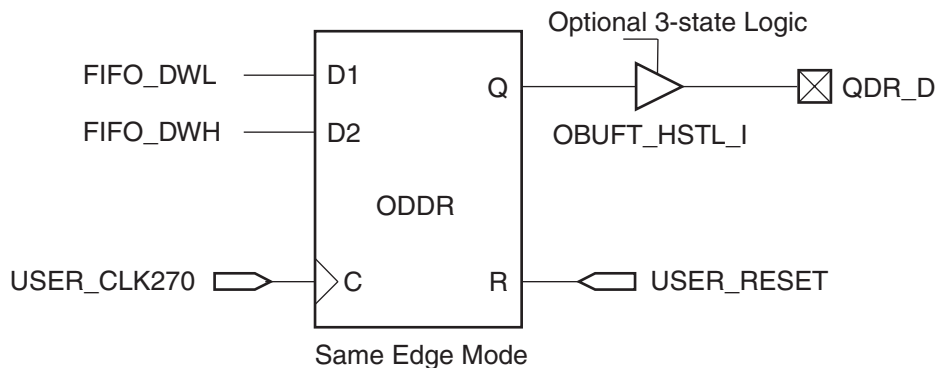 Optional 3-state Logic
FIFO_DWL
D1
Q
QDR_D
FIFO_DWH
D2
OBUFT_HSTL_I
ODDR
USER_CLK270
C
R
USER_RESET
Same Edge Mode